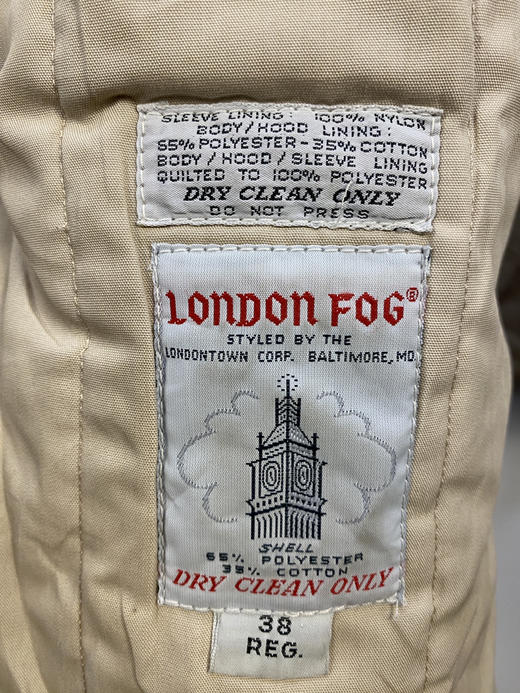 SLEEVE LINING: 100% NYLON
BODY/HOOD LINING:
65% POLYESTER-35% COTTON
BODY/HOOD/SLEEVE LINING
QUILTED TO 100% POLYESTER
DRY CLEAN ONLY
DO NOT PRESS
LONDON FOG®
STYLED BY THE
LONDONTOWN CORP. BALTIMORE, MD.
SHELL
65% POLYESTER
35% COTTON
DRY CLEAN ONLY
38
REG.